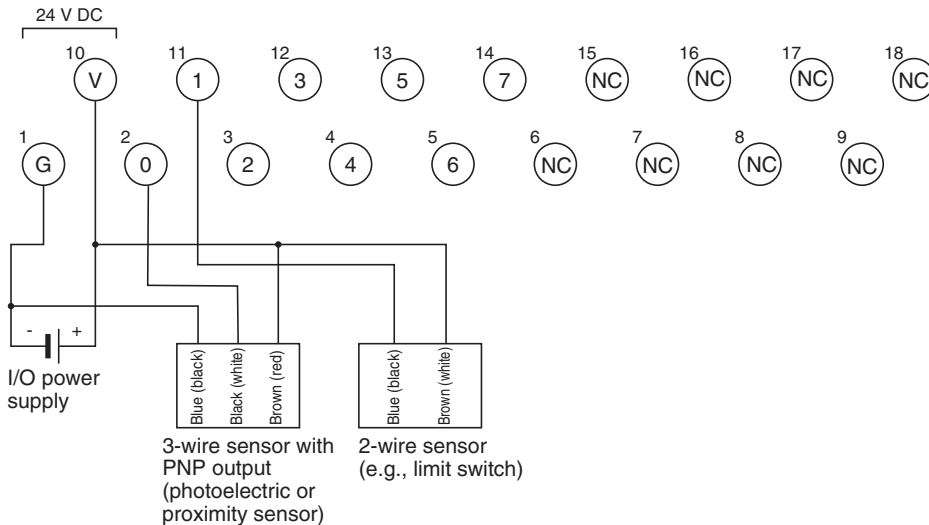 24 V DC
10 11 12 13 14 15 16 17 18
V 1 3 5 7 NC NC NC NC
1 2 3 4 5 6 7 8 9
G 0 2 4 6 NC NC NC NC
- +
I/O power
supply
Blue (black)
Black (white)
Brown (red)
3-wire sensor with
PNP output
(photoelectric or
proximity sensor)
Blue (black)
Brown (white)
2-wire sensor
(e.g., limit switch)